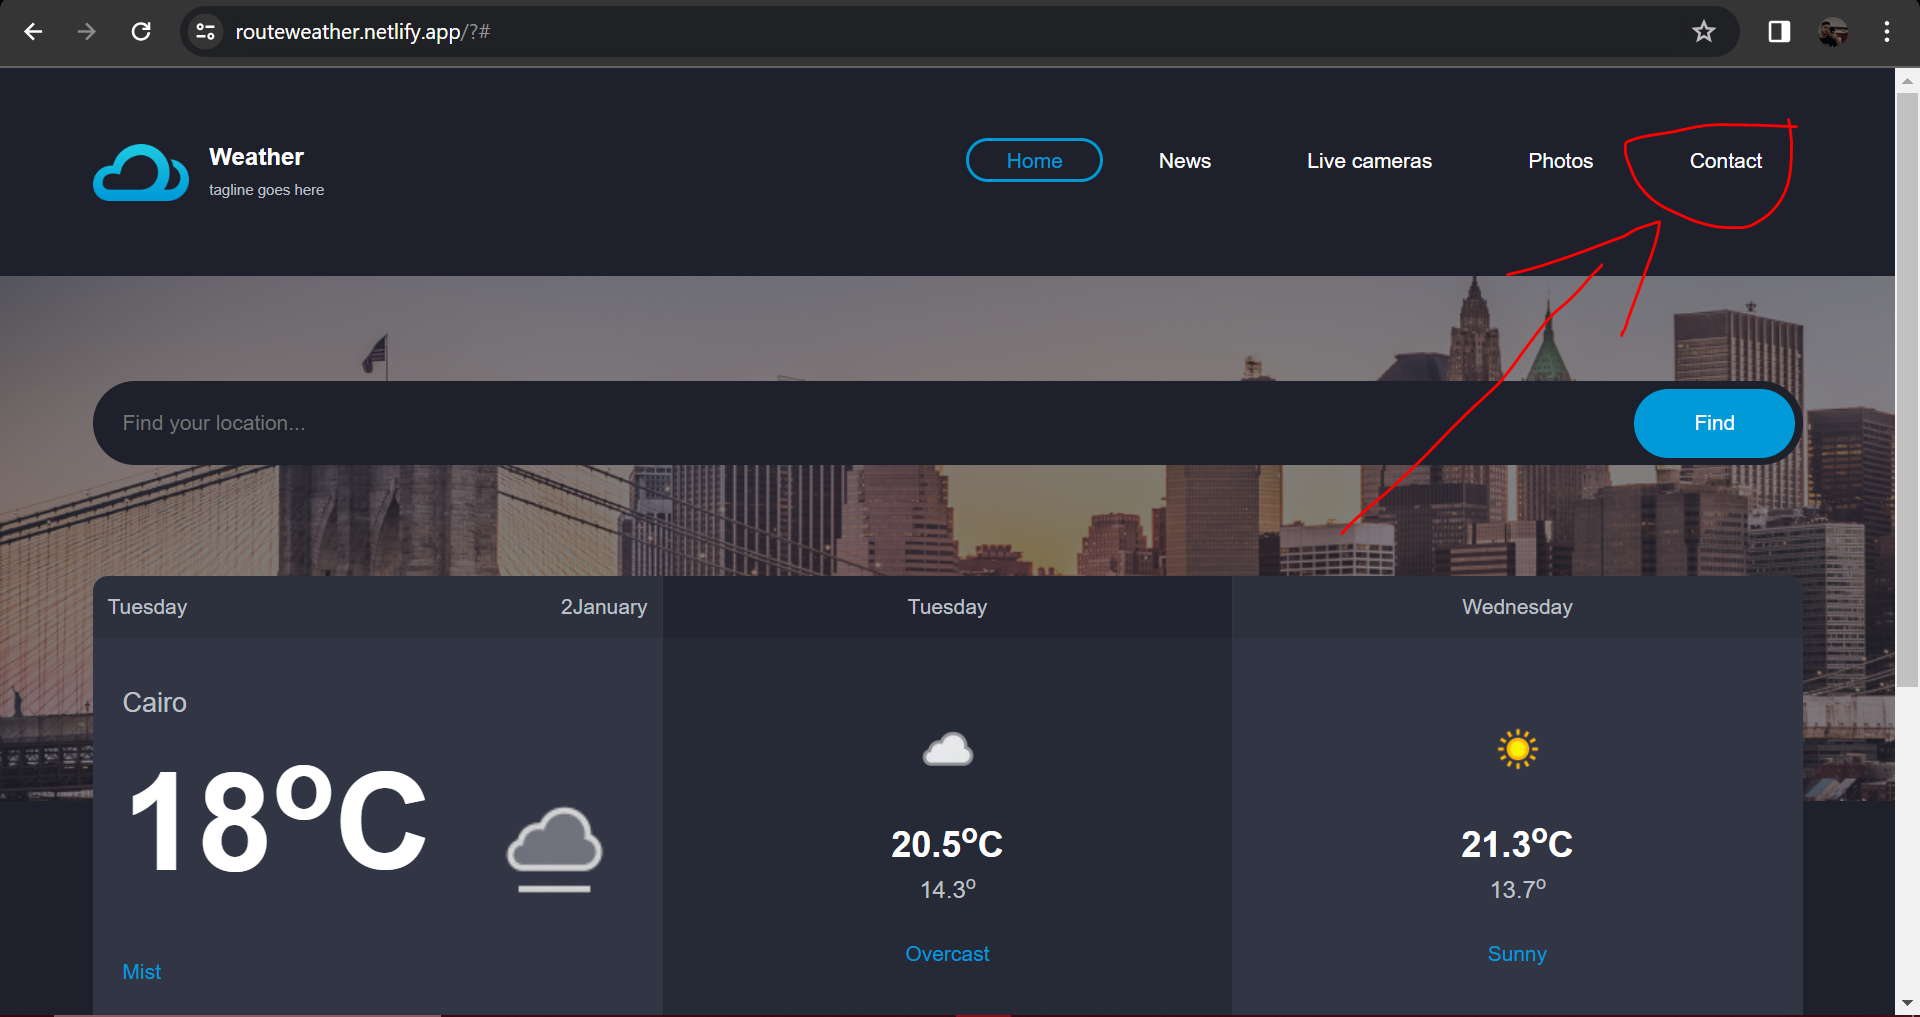 routeweather.netlify.app/?#
Weather
tagline goes here
Home
News
Live cameras
Photos
Contact
Find your location...
Find
Tuesday
2January
Tuesday
Wednesday
Cairo
18°C
Mist
20.5°C
14.3°
Overcast
21.3°C
13.7°
Sunny